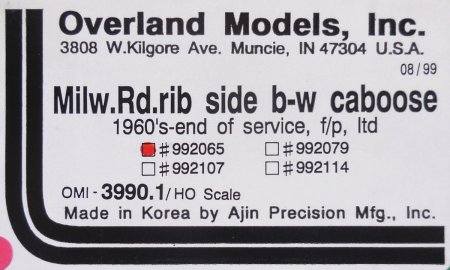 Overland Models, Inc.
3808 W.Kilgore Ave. Muncie, IN 47304 U.S.A.
08/99
Milw.Rd.rib side b-w caboose
1960's-end of service, f/p, ltd
#992065 #992079
#992107 #992114
OMI - 3990.1/HO Scale
Made in Korea by Ajin Precision Mfg., Inc.